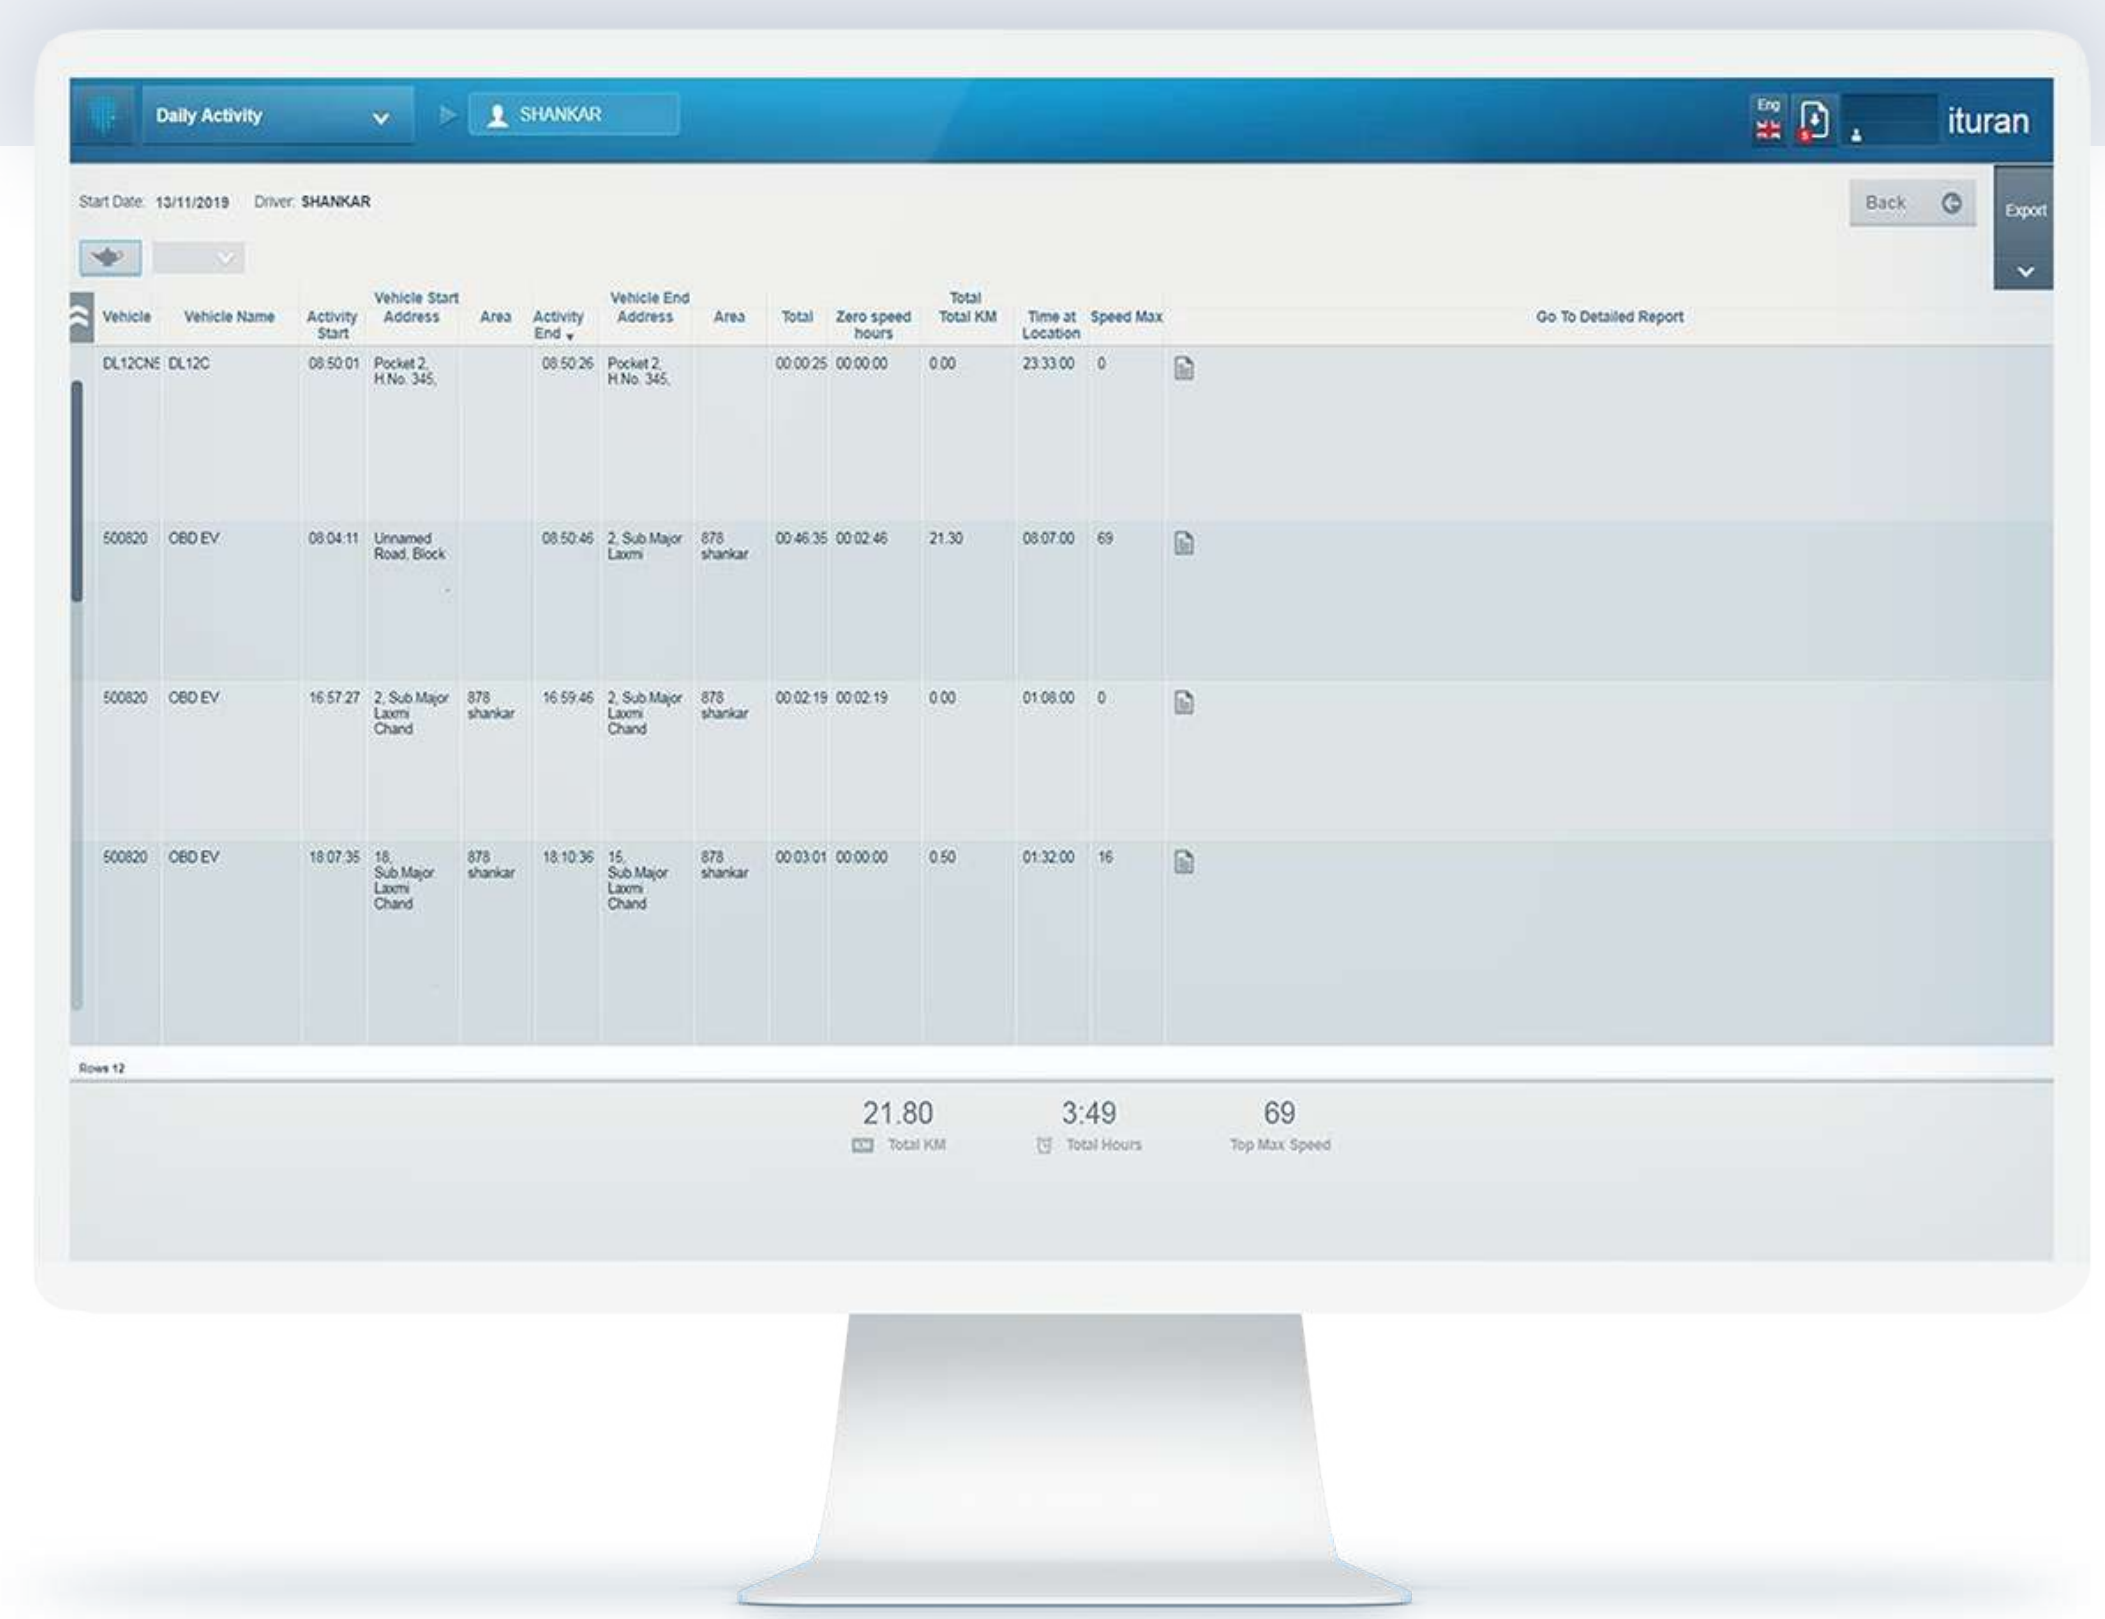 Daily Activity
SHANKAR
Eng
ituran
Start Date: 13/11/2019 Driver: SHANKAR
Back
Export
Vehicle Vehicle Name Activity Start Vehicle Start Address Area Activity End Vehicle End Address Area Total Zero speed hours Total Total KM Time at Location Speed Max Go To Detailed Report
DL12CN5 DL12C 08:50:01 Pocket 2, H.No. 345, 08:50:26 Pocket 2, H.No. 345, 00:00:25 00:00:00 0.00 23:33:00 0
500820 OBD EV 08:04:11 Unnamed Road, Block 08:50:46 2, Sub.Major Laxmi 878 shankar 00:46:35 00:02:46 21.30 08:07:00 69
500820 OBD EV 16:57:27 2, Sub.Major Laxmi Chand 878 shankar 16:59:46 2, Sub.Major Laxmi Chand 878 shankar 00:02:19 00:02:19 0.00 01:08:00 0
500820 OBD EV 18:07:35 18, Sub.Major Laxmi Chand 878 shankar 18:10:36 15, Sub.Major Laxmi Chand 878 shankar 00:03:01 00:00:00 0.50 01:32:00 16
Rows 12
21.80 3:49 69
Total KM Total Hours Top Max Speed